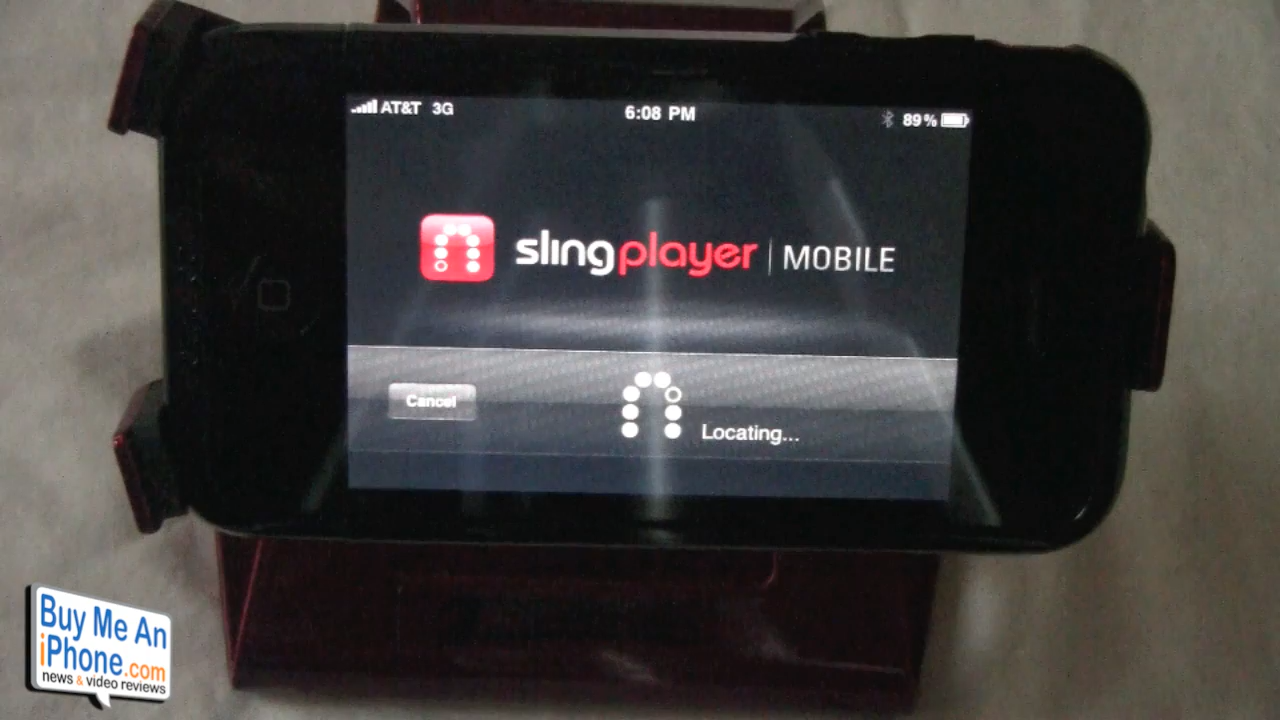 AT&T 3G 6:08 PM 89%
slingplayer | MOBILE
Cancel
Locating...
Buy Me An
iPhone.com
news & video reviews